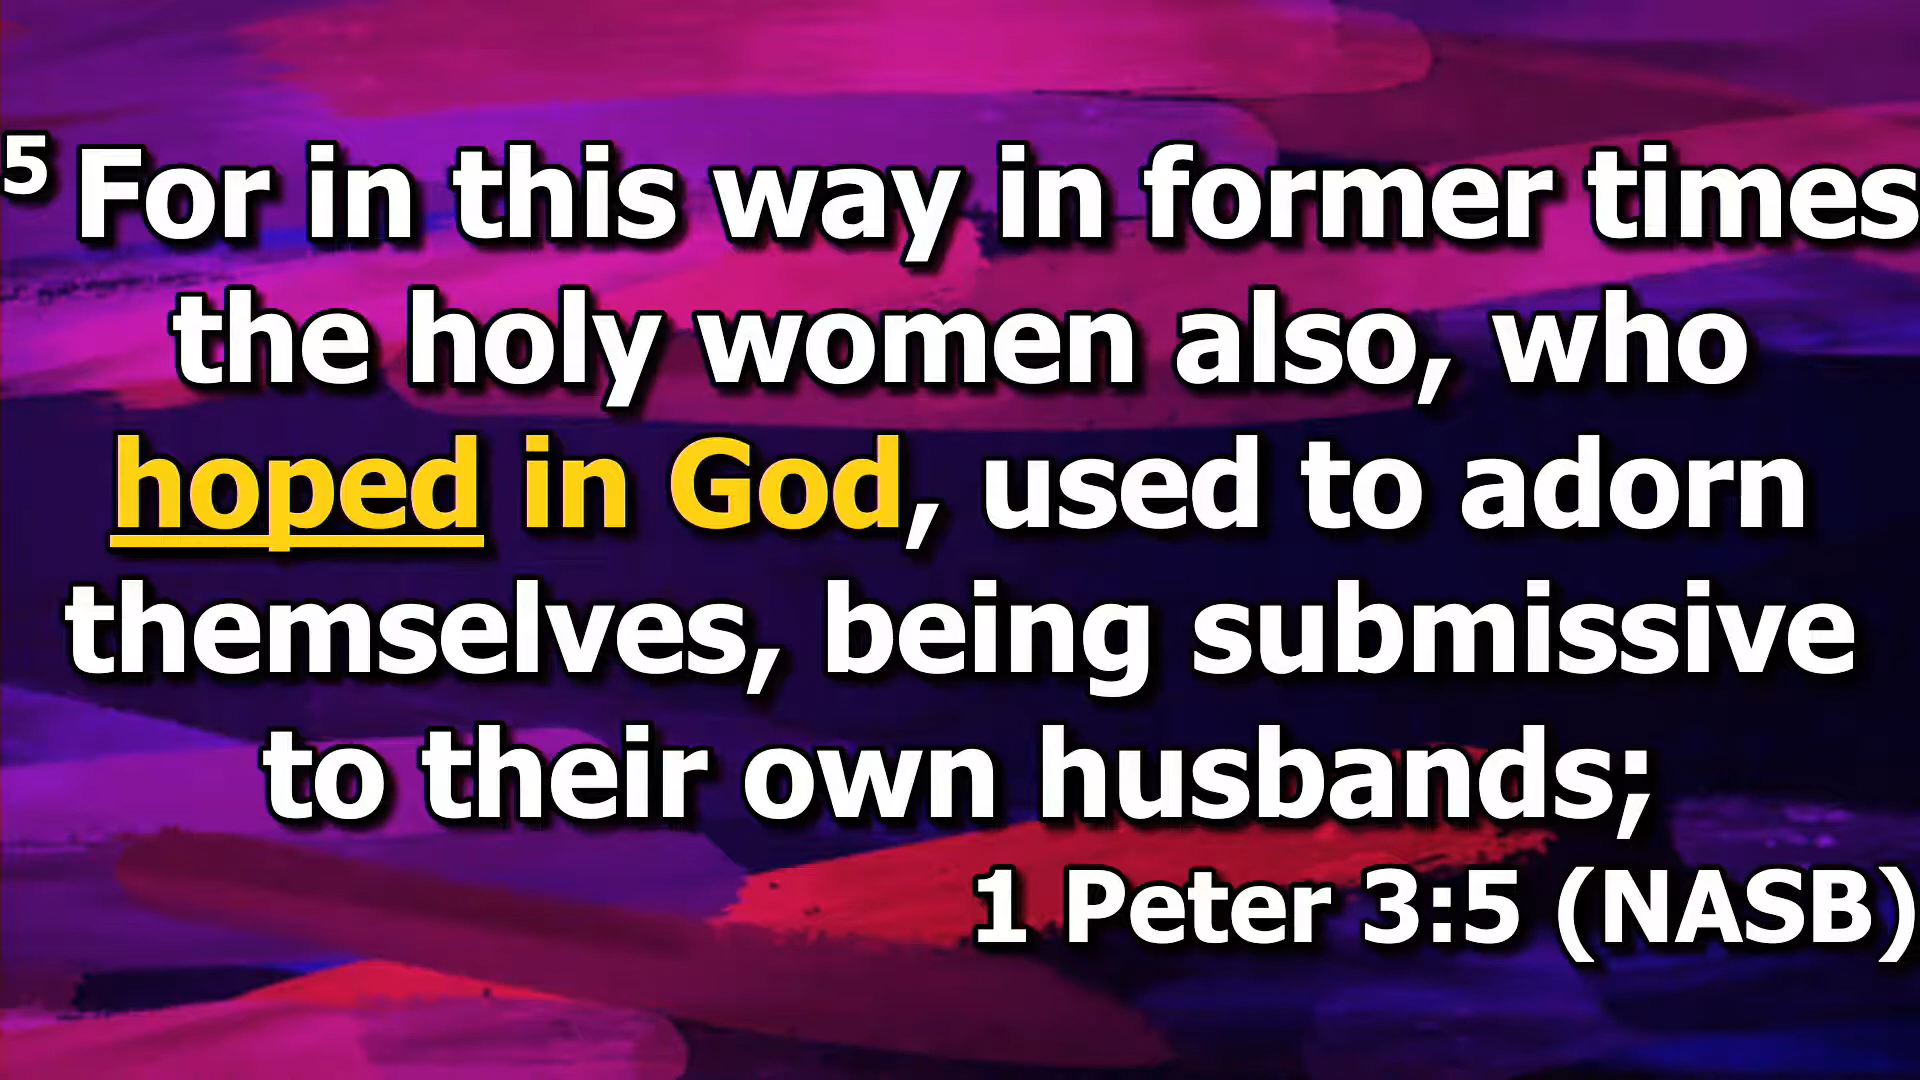 5 For in this way in former times
the holy women also, who
hoped in God, used to adorn
themselves, being submissive
to their own husbands;
1 Peter 3:5 (NASB)